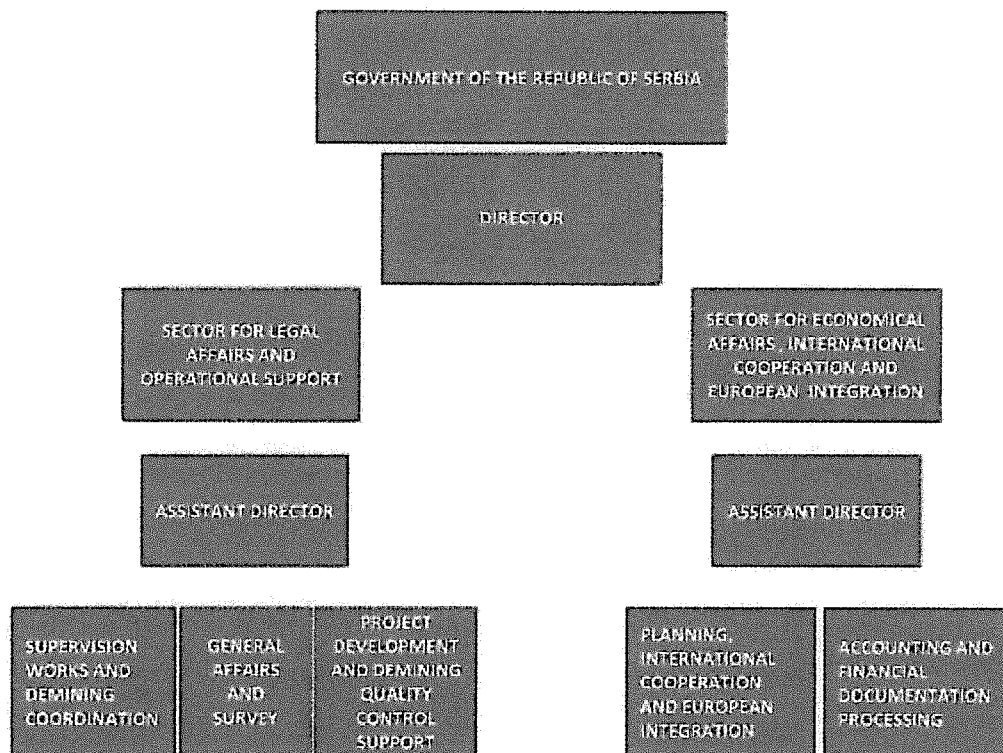 GOVERNMENT OF THE REPUBLIC OF SERBIA
DIRECTOR
SECTOR FOR LEGAL
AFFAIRS AND
OPERATIONAL SUPPORT
SECTOR FOR ECONOMICAL
AFFAIRS, INTERNATIONAL
COOPERATION AND
EUROPEAN INTEGRATION
ASSISTANT DIRECTOR
ASSISTANT DIRECTOR
SUPERVISION
WORKS AND
DEMINING
COORDINATION
GENERAL
AFFAIRS
AND
SURVEY
PROJECT
DEVELOPMENT
AND DEMINING
QUALITY
CONTROL
SUPPORT
PLANNING,
INTERNATIONAL
COOPERATION
AND EUROPEAN
INTEGRATION
ACCOUNTING AND
FINANCIAL
DOCUMENTATION
PROCESSING